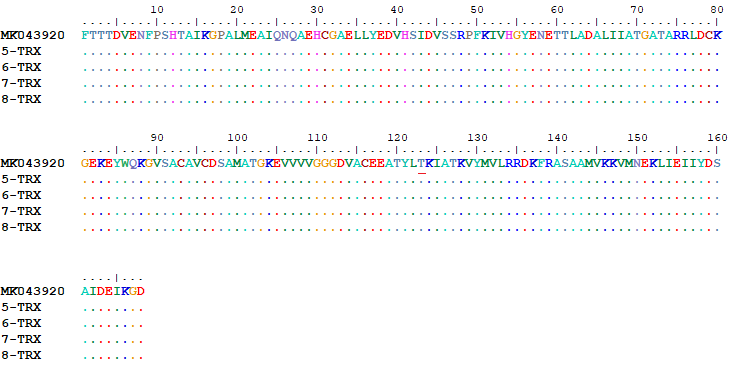 10 20 30 40 50 60 70 80
....|....|....|....|....|....|....|....|....|....|....|....|....|....|....|....|
MK043920 FTTTDVENFPSHTAIKGPALMEAIQNQAEHCGAELLYEDVHSIDVSSRPFKIVHGYENETTLADALIIATGATARRLDCK
5-TRX ................................................................................
6-TRX ................................................................................
7-TRX ................................................................................
8-TRX ................................................................................
90 100 110 120 130 140 150 160
....|....|....|....|....|....|....|....|....|....|....|....|....|....|....|....|
MK043920 GEKEYWQKGVSACAVCDSAMATGKEVVVVGGGDVACEEATYLTKIATKVYMVLRRDKFRASAAMVKKVMNEKLIEIIYDS
5-TRX ................................................................................
6-TRX ................................................................................
7-TRX ................................................................................
8-TRX ................................................................................
....|...
MK043920 AIDEIKGD
5-TRX ........
6-TRX ........
7-TRX ........
8-TRX ........